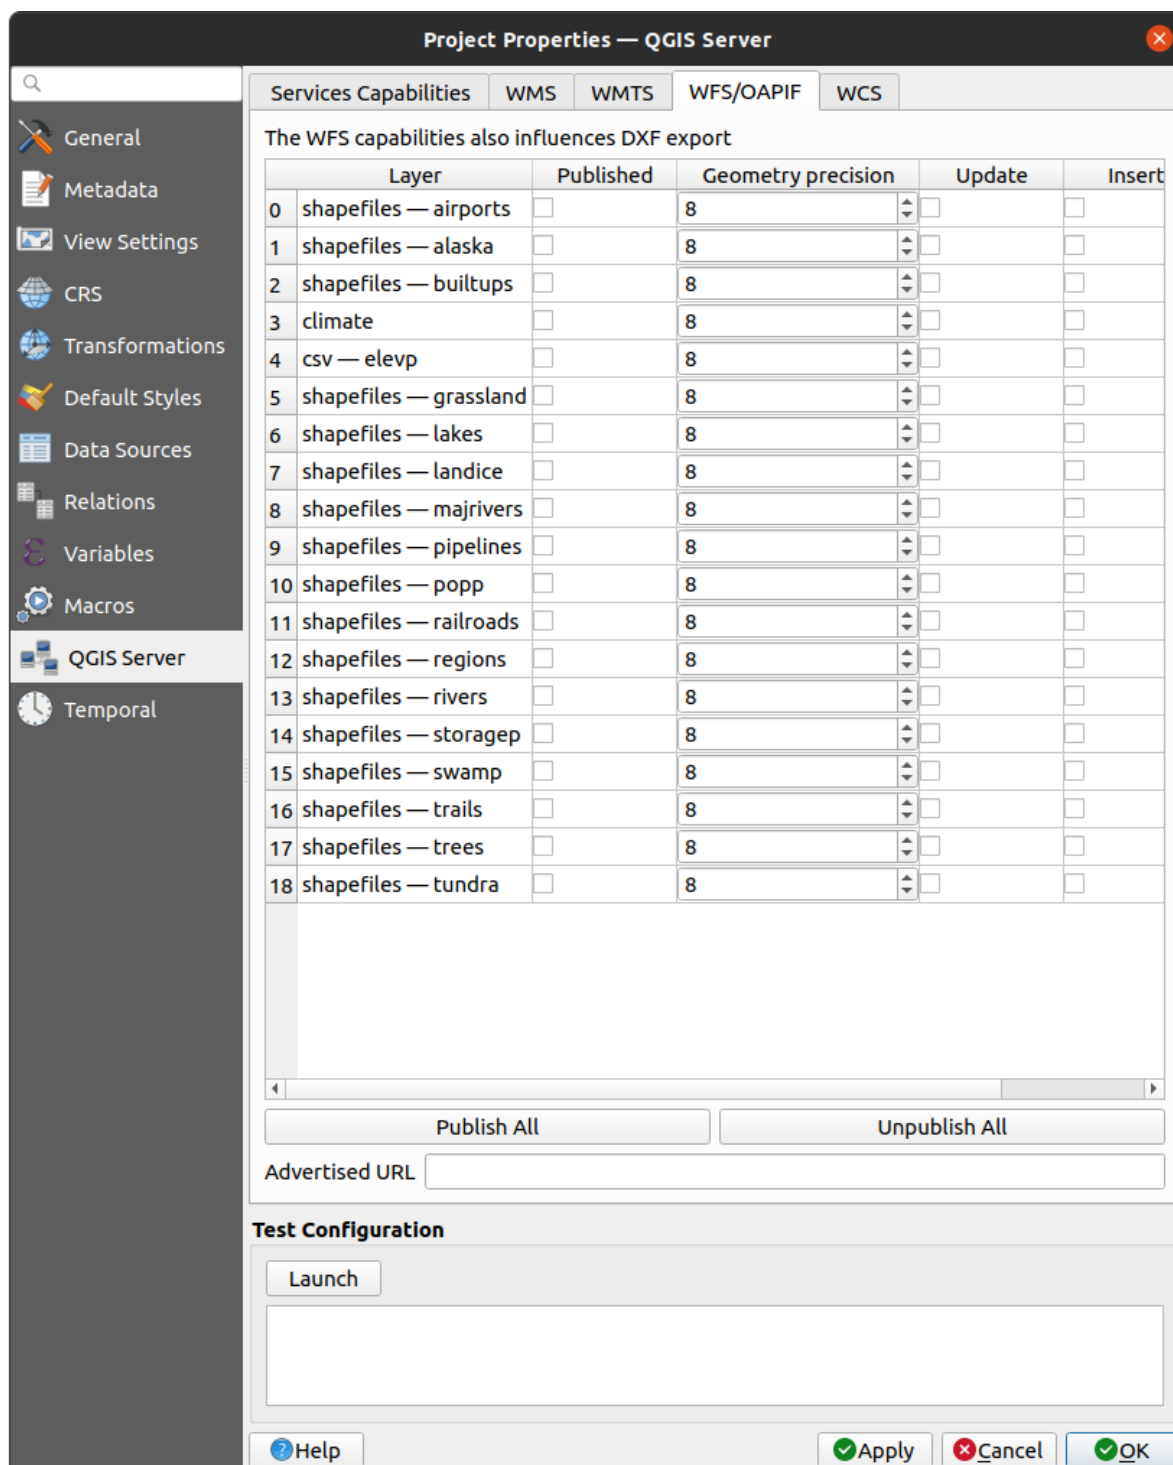 Project Properties — QGIS Server
Services Capabilities WMS WMTS WFS/OAPIF WCS
General
Metadata
View Settings
CRS
Transformations
Default Styles
Data Sources
Relations
Variables
Macros
QGIS Server
Temporal
The WFS capabilities also influences DXF export
Layer Published Geometry precision Update Insert
0 shapefiles — airports 8
1 shapefiles — alaska 8
2 shapefiles — builtups 8
3 climate 8
4 csv — elevp 8
5 shapefiles — grassland 8
6 shapefiles — lakes 8
7 shapefiles — landice 8
8 shapefiles — majrivers 8
9 shapefiles — pipelines 8
10 shapefiles — popp 8
11 shapefiles — railroads 8
12 shapefiles — regions 8
13 shapefiles — rivers 8
14 shapefiles — storagep 8
15 shapefiles — swamp 8
16 shapefiles — trails 8
17 shapefiles — trees 8
18 shapefiles — tundra 8
Publish All Unpublish All
Advertised URL
Test Configuration
Launch
Help Apply Cancel OK